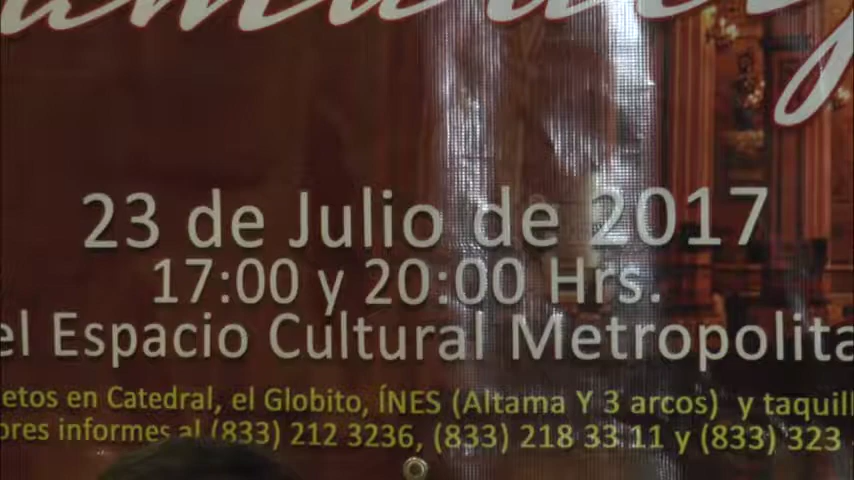 23 de Julio de 2017
17:00 y 20:00 Hrs.
el Espacio Cultural Metropolita
etos en Catedral, el Globito, ÍNES (Altama Y 3 arcos) y taquill
ores informes al (833) 212 3236, (833) 218 33 11 y (833) 323